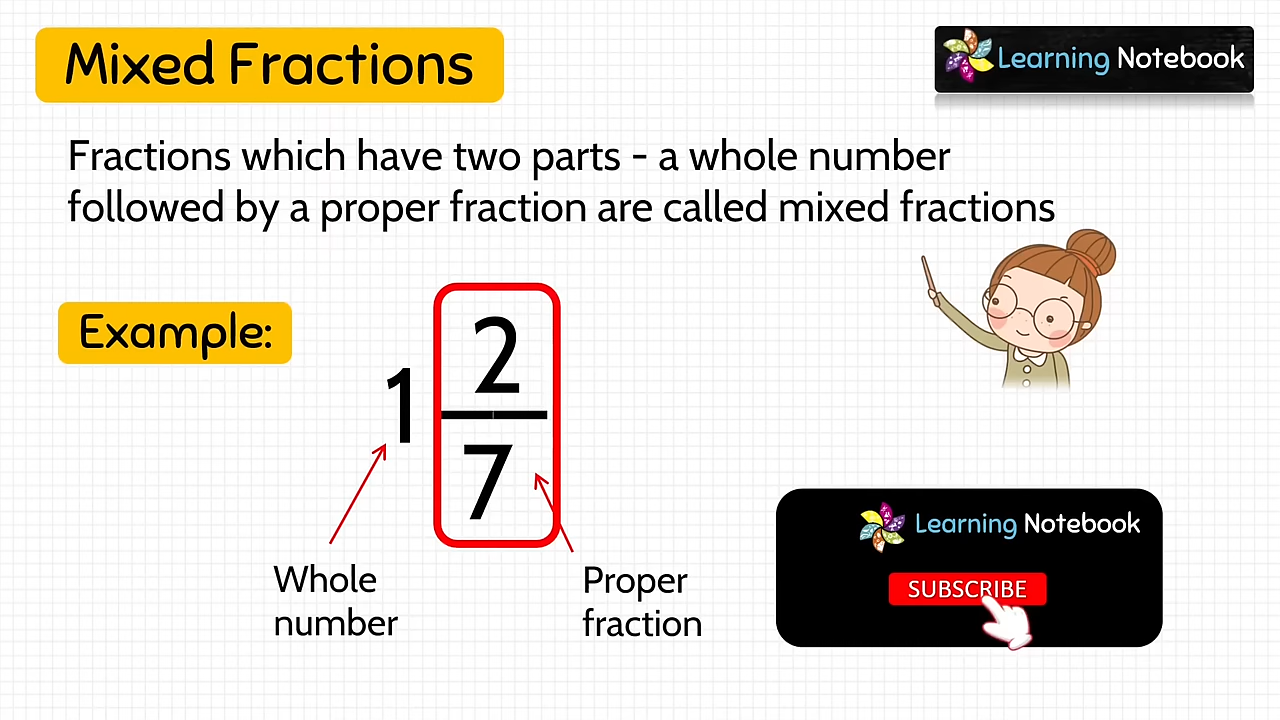 Mixed Fractions
Learning Notebook
Fractions which have two parts - a whole number
followed by a proper fraction are called mixed fractions
Example:
1 2
7
Whole
number
Proper
fraction
Learning Notebook
SUBSCRIBE